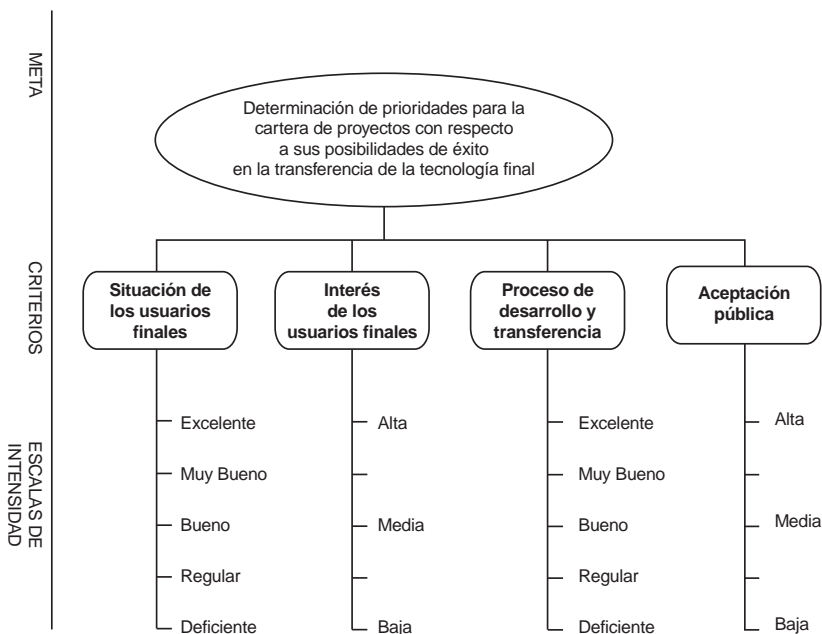 META
Determinación de prioridades para la
cartera de proyectos con respecto
a sus posibilidades de éxito
en la transferencia de la tecnología final
CRITERIOS
Situación de
los usuarios
finales
Interés
de los
usuarios finales
Proceso de
desarrollo y
transferencia
Aceptación
pública
ESCALAS DE
INTENSIDAD
Excelente
Muy Bueno
Bueno
Regular
Deficiente
Alta
Media
Baja
Excelente
Muy Bueno
Bueno
Regular
Deficiente
Alta
Media
Baja